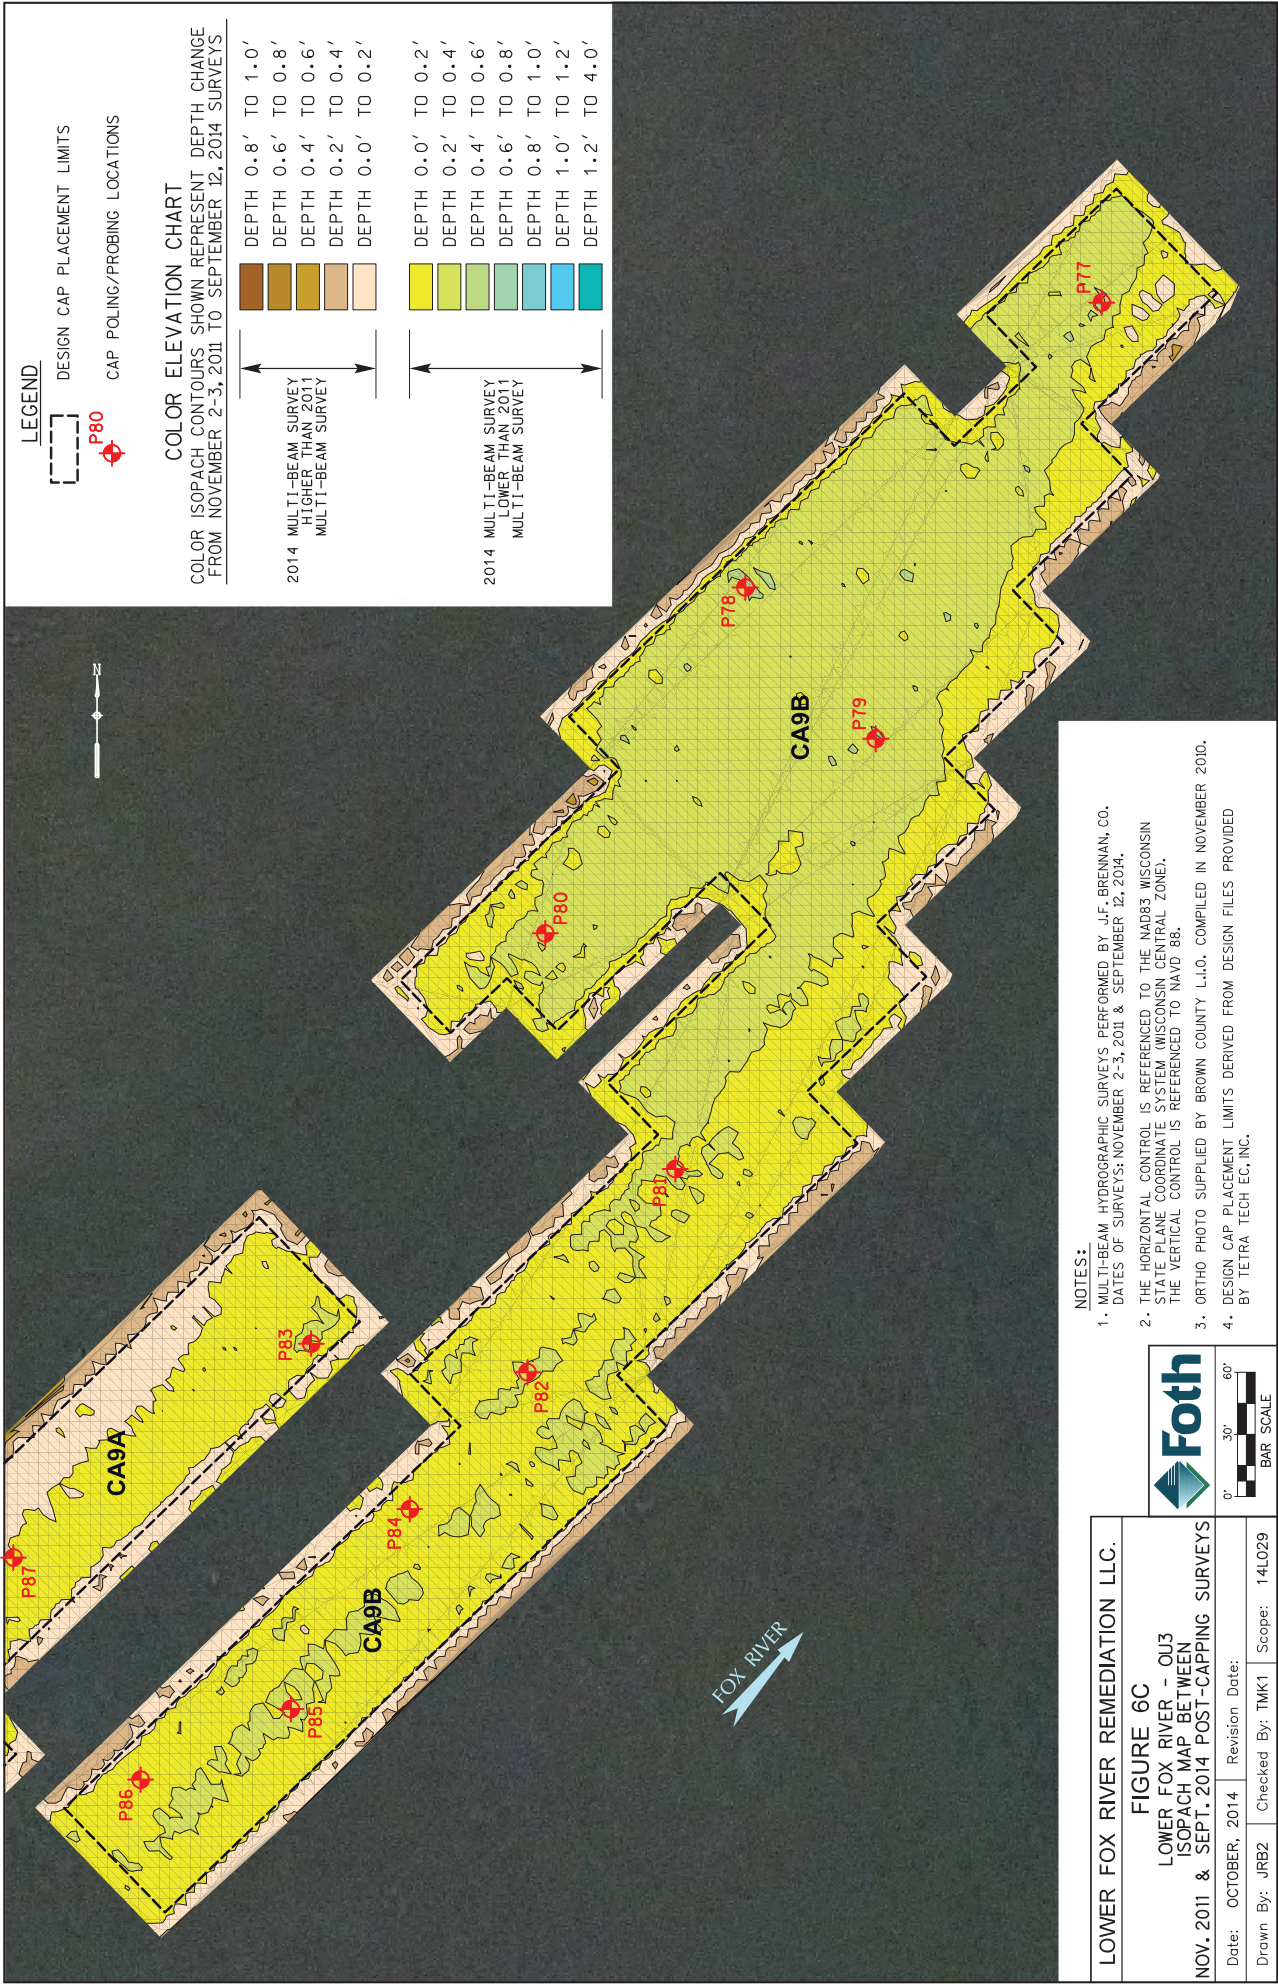 LEGEND
DESIGN CAP PLACEMENT LIMITS
P80
CAP POLING/PROBING LOCATIONS
COLOR ELEVATION CHART
COLOR ISOPACH CONTOURS SHOWN REPRESENT DEPTH CHANGE
FROM NOVEMBER 2-3, 2011 TO SEPTEMBER 12, 2014 SURVEYS
2014 MULTI-BEAM SURVEY
HIGHER THAN 2011
MULTI-BEAM SURVEY
DEPTH 0.8' TO 1.0'
DEPTH 0.6' TO 0.8'
DEPTH 0.4' TO 0.6'
DEPTH 0.2' TO 0.4'
DEPTH 0.0' TO 0.2'
2014 MULTI-BEAM SURVEY
LOWER THAN 2011
MULTI-BEAM SURVEY
DEPTH 0.0' TO 0.2'
DEPTH 0.2' TO 0.4'
DEPTH 0.4' TO 0.6'
DEPTH 0.6' TO 0.8'
DEPTH 0.8' TO 1.0'
DEPTH 1.0' TO 1.2'
DEPTH 1.2' TO 4.0'
N
P87
CA9A
P83
P86
P85
CA9B
P84
P82
P81
P80
P79
CA9B
P78
P77
FOX RIVER
NOTES:
1. MULTI-BEAM HYDROGRAPHIC SURVEYS PERFORMED BY J.F. BRENNAN, CO.
DATES OF SURVEYS: NOVEMBER 2-3, 2011 & SEPTEMBER 12, 2014.
2. THE HORIZONTAL CONTROL IS REFERENCED TO THE NAD83 WISCONSIN
STATE PLANE COORDINATE SYSTEM (WISCONSIN CENTRAL ZONE).
THE VERTICAL CONTROL IS REFERENCED TO NAVD 88.
3. ORTHO PHOTO SUPPLIED BY BROWN COUNTY L.I.O. COMPILED IN NOVEMBER 2010.
4. DESIGN CAP PLACEMENT LIMITS DERIVED FROM DESIGN FILES PROVIDED
BY TETRA TECH EC, INC.
LOWER FOX RIVER REMEDIATION LLC.
FIGURE 6C
LOWER FOX RIVER - OU3
ISOPACH MAP BETWEEN
NOV. 2011 & SEPT. 2014 POST-CAPPING SURVEYS
Date: OCTOBER, 2014
Revision Date:
Drawn By: JRB2
Checked By: TMK1
Scope: 14L029
Foth
0' 30' 60'
BAR SCALE